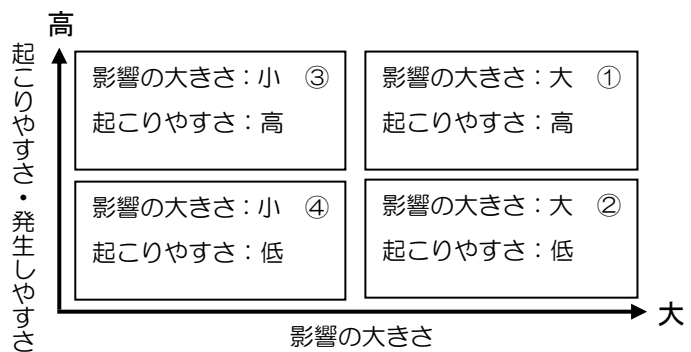 高
起こりやすさ・発生しやすさ
影響の大きさ：小 ③
起こりやすさ：高
影響の大きさ：大 ①
起こりやすさ：高
影響の大きさ：小 ④
起こりやすさ：低
影響の大きさ：大 ②
起こりやすさ：低
大
影響の大きさ